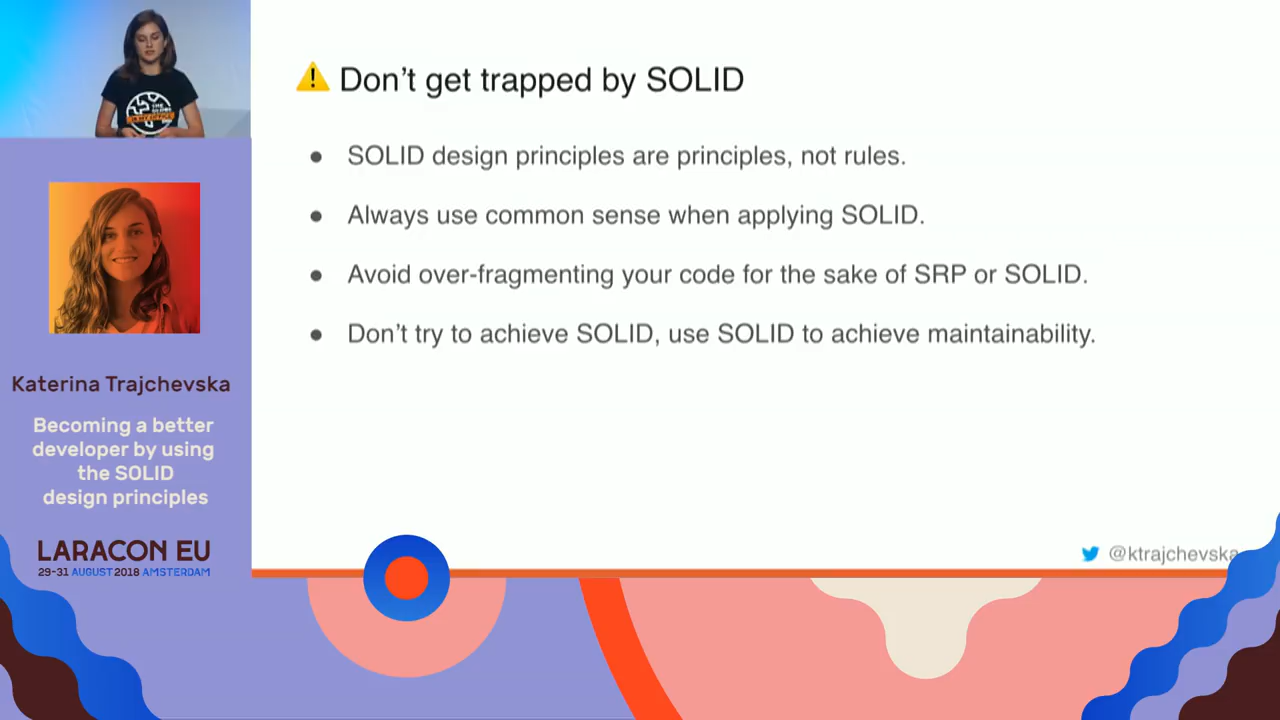 ⚠ Don’t get trapped by SOLID
● SOLID design principles are principles, not rules.
● Always use common sense when applying SOLID.
● Avoid over-fragmenting your code for the sake of SRP or SOLID.
● Don’t try to achieve SOLID, use SOLID to achieve maintainability.
@ktrajchevska
Katerina Trajchevska
Becoming a better
developer by using
the SOLID
design principles
LARACON EU
29-31 AUGUST 2018 AMSTERDAM